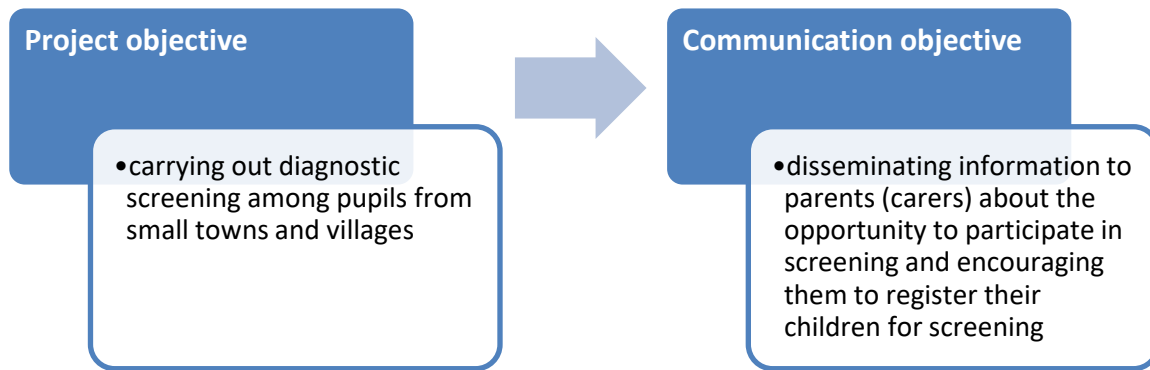 Project objective
•carrying out diagnostic
screening among pupils from
small towns and villages
Communication objective
•disseminating information to
parents (carers) about the
opportunity to participate in
screening and encouraging
them to register their
children for screening